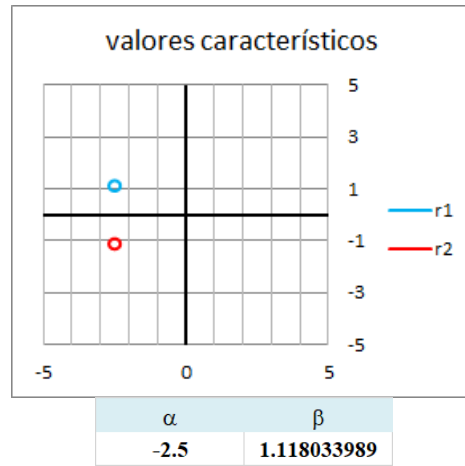 valores característicos
5
3
1
-1
-3
-5
-5 0 5
r1
r2
α β
-2.5 1.118033989